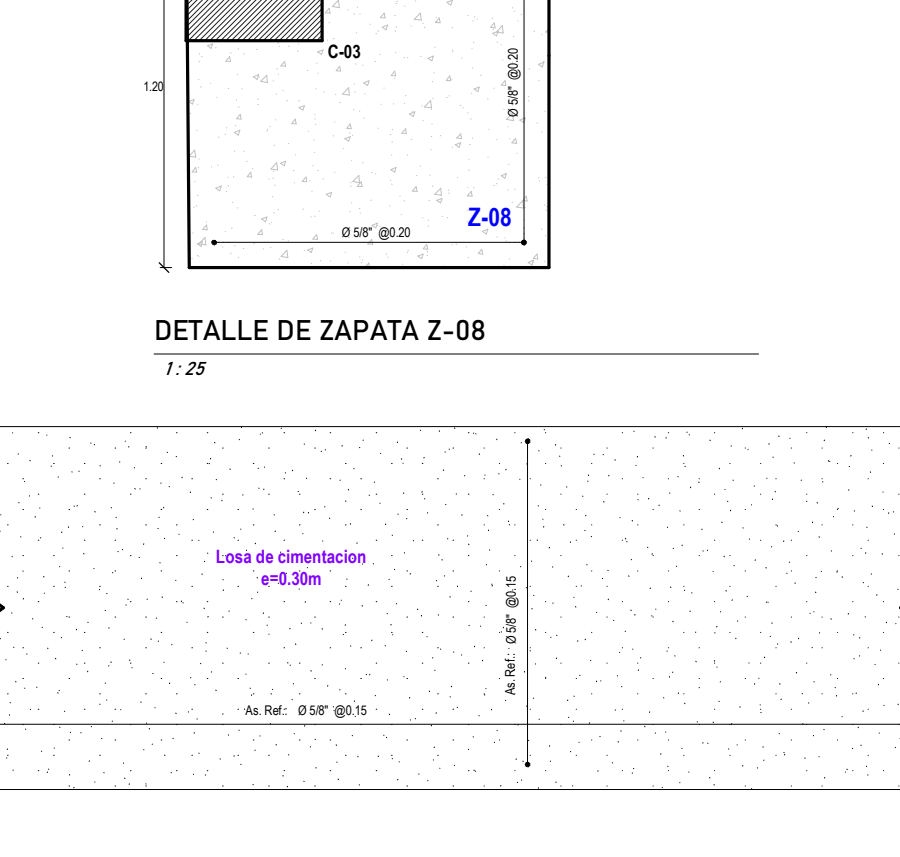 C-03
Ø 5/8" @0.20
1.20
Z-08
Ø 5/8" @0.20
DETALLE DE ZAPATA Z-08
1 : 25
Losa de cimentacion
e=0.30m
As. Ref.: Ø 5/8" @0.15
As. Ref.: Ø 5/8" @0.15